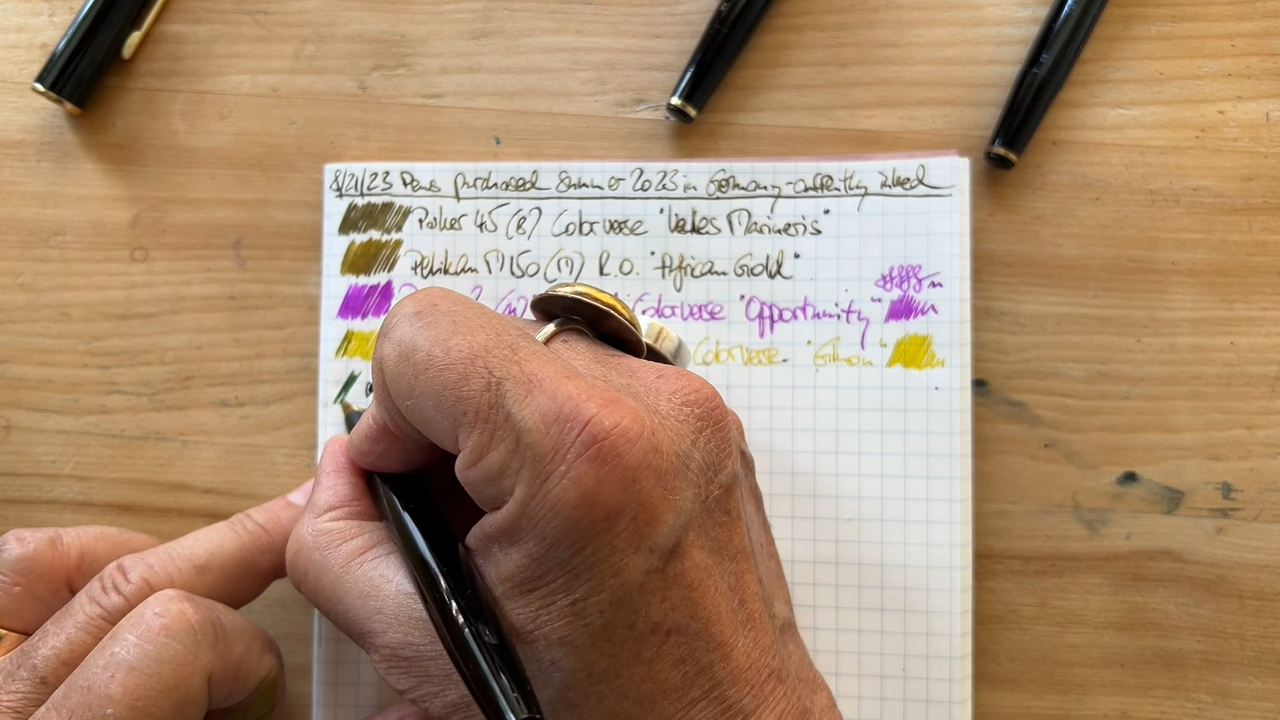 8/21/23 Pens purchased Summer 2023 in Germany - currently inked
Parker 45 (B) Colorverse "Valles Marineris"
Pelikan M150 (M) R.O. "African Gold"
Colorverse "Opportunity"
Colorverse